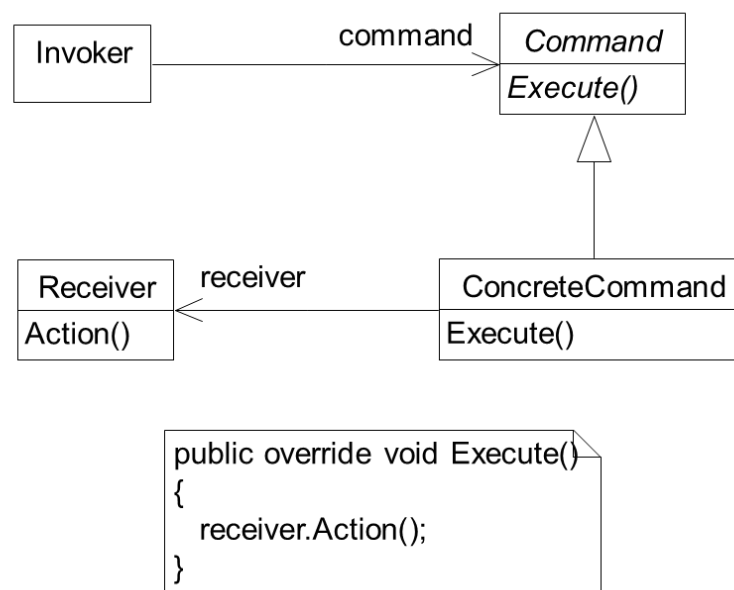 Invoker
command
Command
Execute()
Receiver
Action()
receiver
ConcreteCommand
Execute()
public override void Execute()
{
receiver.Action();
}